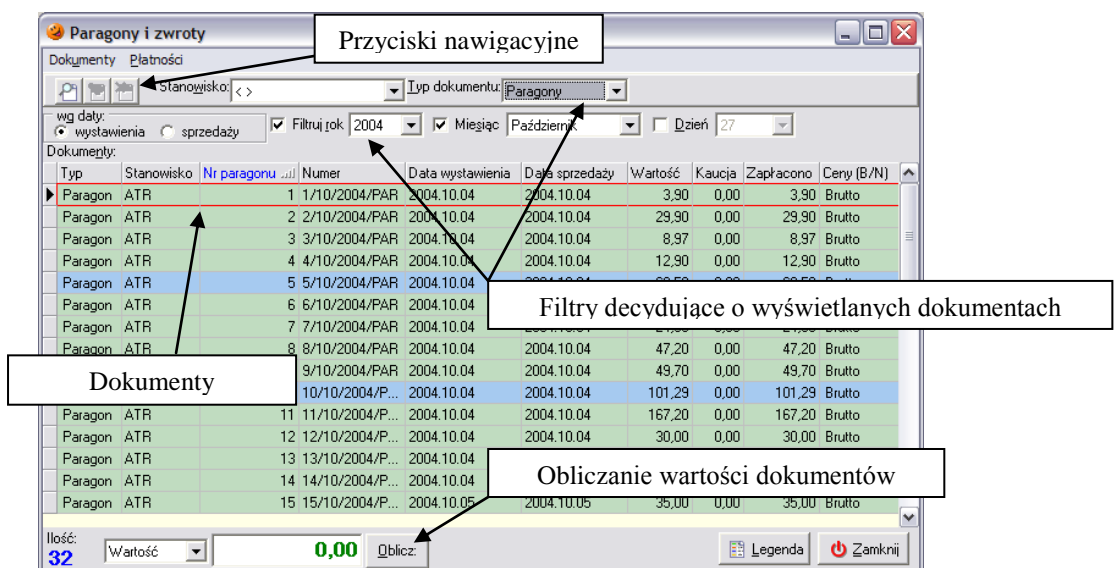 Paragony i zwroty
Przyciski nawigacyjne
Dokumenty Płatności
Stanowisko: < > Typ dokumentu: Paragony
wg daty:
wystawienia sprzedaży Filtruj rok 2004 Miesiąc Październik Dzień 27
Dokumenty:
Typ Stanowisko Nr paragonu Numer Data wystawienia Data sprzedaży Wartość Kaucja Zapłacono Ceny (B/N)
Paragon ATR 1 1/10/2004/PAR 2004.10.04 2004.10.04 3,90 0,00 3,90 Brutto
Paragon ATR 2 2/10/2004/PAR 2004.10.04 2004.10.04 29,90 0,00 29,90 Brutto
Paragon ATR 3 3/10/2004/PAR 2004.10.04 2004.10.04 8,97 0,00 8,97 Brutto
Paragon ATR 4 4/10/2004/PAR 2004.10.04 2004.10.04 12,90 0,00 12,90 Brutto
Paragon ATR 5 5/10/2004/PAR 2004.10.04
Paragon ATR 6 6/10/2004/PAR 2004.10.04
Filtry decydujące o wyświetlanych dokumentach
Paragon ATR 7 7/10/2004/PAR 2004.10.04
Paragon ATR 8 8/10/2004/PAR 2004.10.04 2004.10.04 47,20 0,00 47,20 Brutto
Dokumenty
9/10/2004/PAR 2004.10.04 2004.10.04 49,70 0,00 49,70 Brutto
10/10/2004/P... 2004.10.04 2004.10.04 101,29 0,00 101,29 Brutto
Paragon ATR 11 11/10/2004/P... 2004.10.04 2004.10.04 167,20 0,00 167,20 Brutto
Paragon ATR 12 12/10/2004/P... 2004.10.04 2004.10.04 30,00 0,00 30,00 Brutto
Paragon ATR 13 13/10/2004/P... 2004.10.04
Obliczanie wartości dokumentów
Paragon ATR 14 14/10/2004/P... 2004.10.04
Paragon ATR 15 15/10/2004/P... 2004.10.05 2004.10.05 35,00 0,00 35,00 Brutto
Ilość:
32 Wartość 0,00 Oblicz: Legenda Zamknij